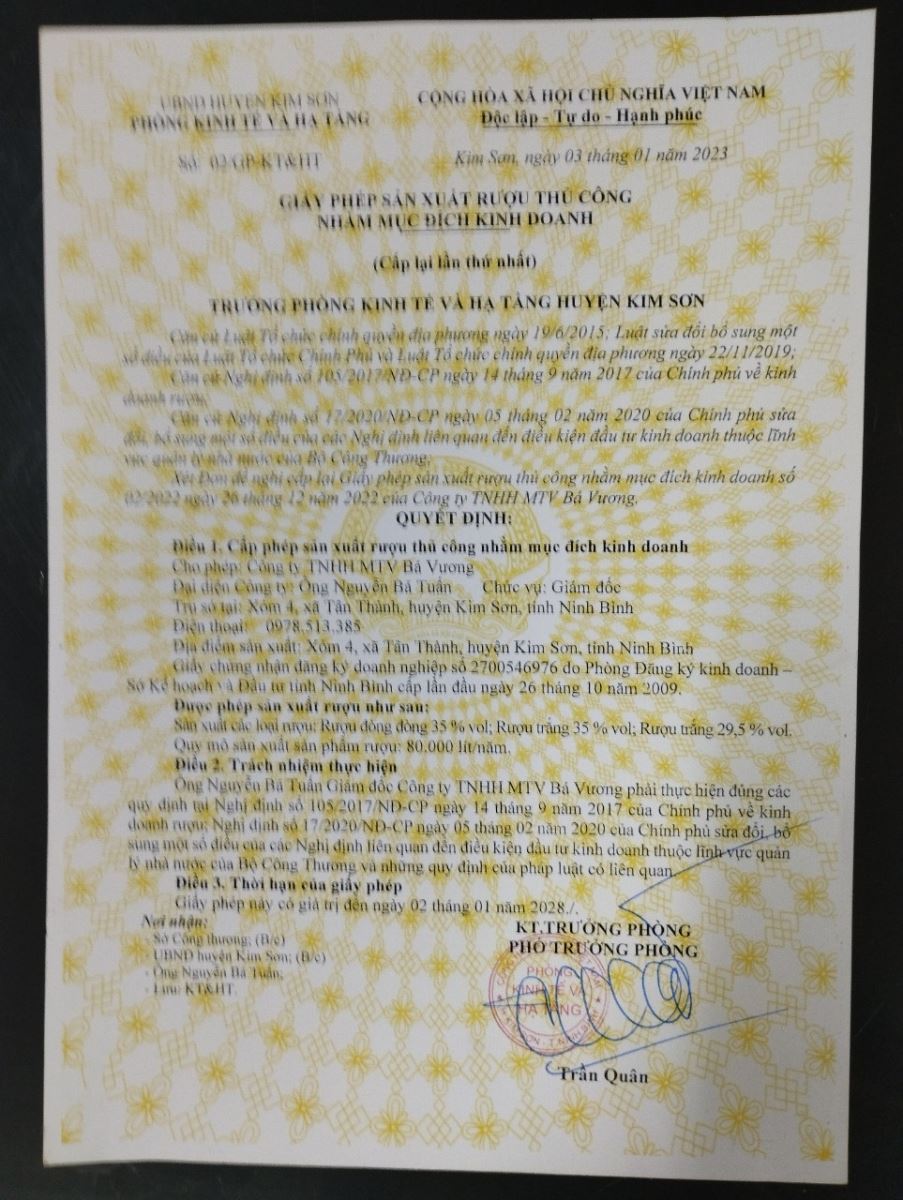 UBND HUYỆN KIM SƠN
PHÒNG KINH TẾ VÀ HẠ TẦNG
CỘNG HÒA XÃ HỘI CHỦ NGHĨA VIỆT NAM
Độc lập - Tự do - Hạnh phúc
Số: 02/GP-KT&HT
Kim Sơn, ngày 03 tháng 01 năm 2023
GIẤY PHÉP SẢN XUẤT RƯỢU THỦ CÔNG
NHẰM MỤC ĐÍCH KINH DOANH
(Cấp lại lần thứ nhất)
TRƯỞNG PHÒNG KINH TẾ VÀ HẠ TẦNG HUYỆN KIM SƠN
Căn cứ Luật Tổ chức chính quyền địa phương ngày 19/6/2015; Luật sửa đổi bổ sung một
số điều của Luật Tổ chức Chính Phủ và Luật Tổ chức chính quyền địa phương ngày 22/11/2019;
Căn cứ Nghị định số 105/2017/NĐ-CP ngày 14 tháng 9 năm 2017 của Chính phủ về kinh
doanh rượu;
Căn cứ Nghị định số 17/2020/NĐ-CP ngày 05 tháng 02 năm 2020 của Chính phủ sửa
đổi, bổ sung một số điều của các Nghị định liên quan đến điều kiện đầu tư kinh doanh thuộc lĩnh
vực quản lý nhà nước của Bộ Công Thương;
Xét Đơn đề nghị cấp lại Giấy phép sản xuất rượu thủ công nhằm mục đích kinh doanh số
02/2022 ngày 26 tháng 12 năm 2022 của Công ty TNHH MTV Bá Vương.
QUYẾT ĐỊNH:
Điều 1. Cấp phép sản xuất rượu thủ công nhằm mục đích kinh doanh
Cho phép: Công ty TNHH MTV Bá Vương
Đại diện Công ty: Ông Nguyễn Bá Tuấn Chức vụ: Giám đốc
Trụ sở tại: Xóm 4, xã Tân Thành, huyện Kim Sơn, tỉnh Ninh Bình
Điện thoại: 0978.513.385
Địa điểm sản xuất: Xóm 4, xã Tân Thành, huyện Kim Sơn, tỉnh Ninh Bình
Giấy chứng nhận đăng ký doanh nghiệp số 2700546976 do Phòng Đăng ký kinh doanh –
Sở Kế hoạch và Đầu tư tỉnh Ninh Bình cấp lần đầu ngày 26 tháng 10 năm 2009.
Được phép sản xuất rượu như sau:
Sản xuất các loại rượu: Rượu đòng đòng 35 % vol; Rượu trắng 35 % vol; Rượu trắng 29,5 % vol.
Quy mô sản xuất sản phẩm rượu: 80.000 lít/năm.
Điều 2. Trách nhiệm thực hiện
Ông Nguyễn Bá Tuấn Giám đốc Công ty TNHH MTV Bá Vương phải thực hiện đúng các
quy định tại Nghị định số 105/2017/NĐ-CP ngày 14 tháng 9 năm 2017 của Chính phủ về kinh
doanh rượu; Nghị định số 17/2020/NĐ-CP ngày 05 tháng 02 năm 2020 của Chính phủ sửa đổi, bổ
sung một số điều của các Nghị định liên quan đến điều kiện đầu tư kinh doanh thuộc lĩnh vực quản
lý nhà nước của Bộ Công Thương và những quy định của pháp luật có liên quan.
Điều 3. Thời hạn của giấy phép
Giấy phép này có giá trị đến ngày 02 tháng 01 năm 2028./.
Nơi nhận:
- Sở Công thương; (B/c)
- UBND huyện Kim Sơn; (B/c)
- Ông Nguyễn Bá Tuấn;
- Lưu: KT&HT.
KT.TRƯỞNG PHÒNG
PHÓ TRƯỞNG PHÒNG
PHÒNG
KINH TẾ VÀ
HẠ TẦNG
Trần Quân